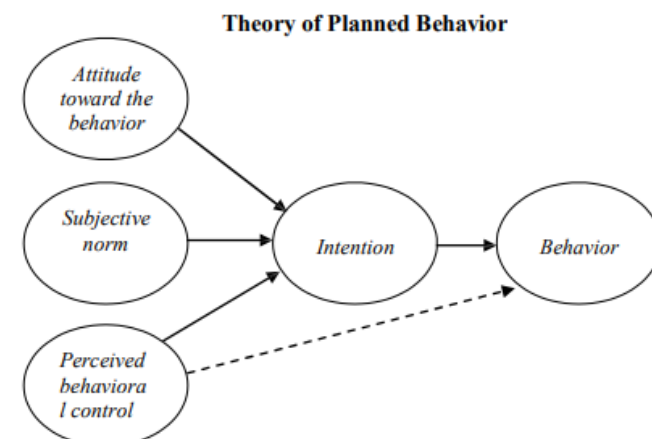 Theory of Planned Behavior
Attitude
toward the
behavior
Subjective
norm
Intention
Behavior
Perceived
behaviora
l control